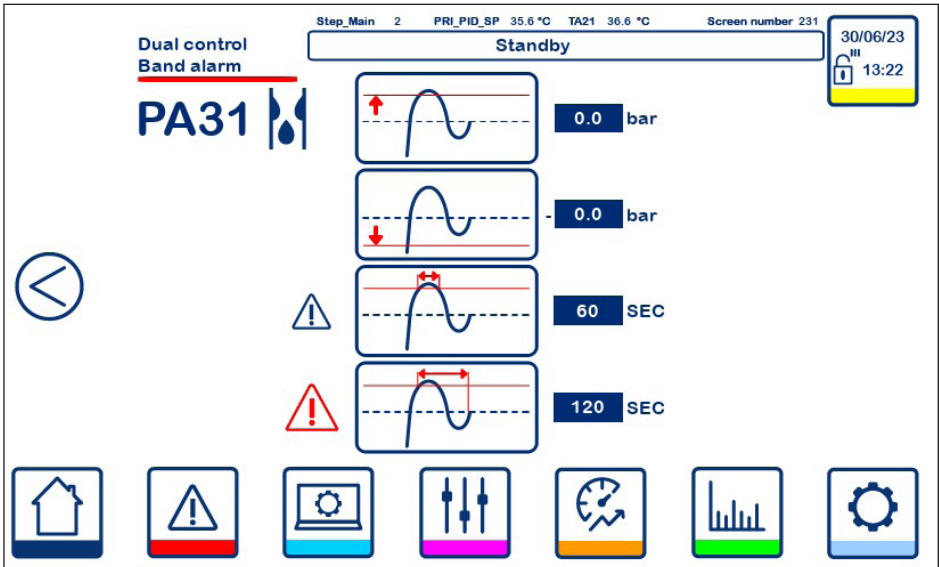 Step_Main 2 PRI_PID_SP 35.6 °C TA21 36.6 °C Screen number 231
Standby
30/06/23
13:22
Dual control
Band alarm
PA31
0.0 bar
- 0.0 bar
60 SEC
120 SEC